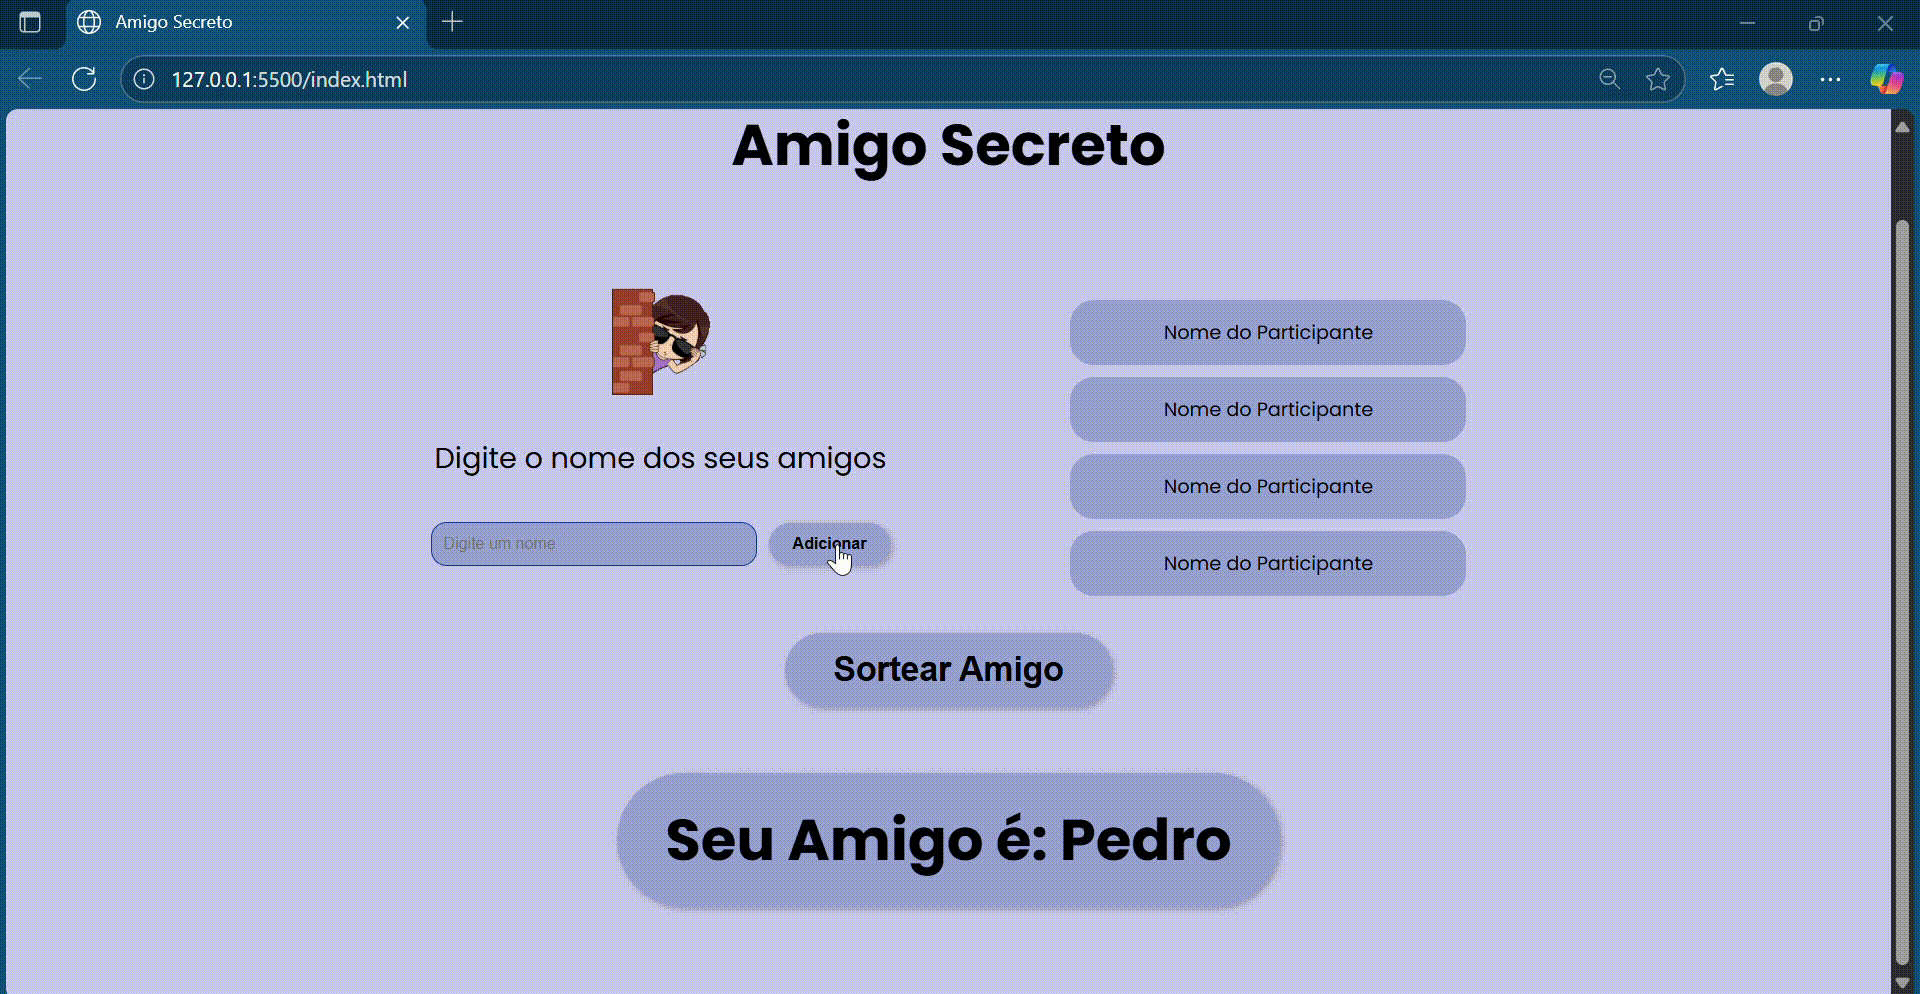 Amigo Secreto
127.0.0.1:5500/index.html
Amigo Secreto
Digite o nome dos seus amigos
Digite um nome
Adicionar
Nome do Participante
Nome do Participante
Nome do Participante
Nome do Participante
Sortear Amigo
Seu Amigo é: Pedro